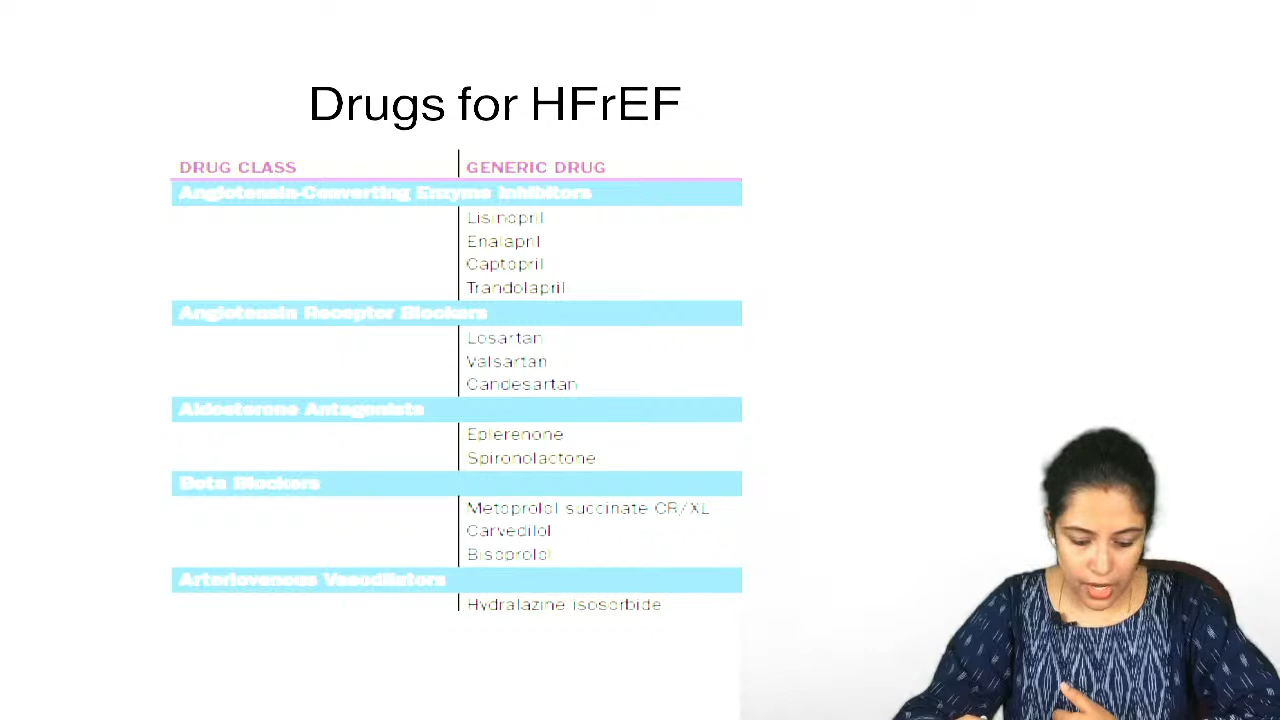 Drugs for HFrEF
DRUG CLASS GENERIC DRUG
Angiotensin-Converting Enzyme Inhibitors
Lisinopril
Enalapril
Captopril
Trandolapril
Angiotensin Receptor Blockers
Losartan
Valsartan
Candesartan
Aldosterone Antagonists
Eplerenone
Spironolactone
Beta Blockers
Metoprolol succinate CR/XL
Carvedilol
Bisoprolol
Arteriovenous Vasodilators
Hydralazine isosorbide